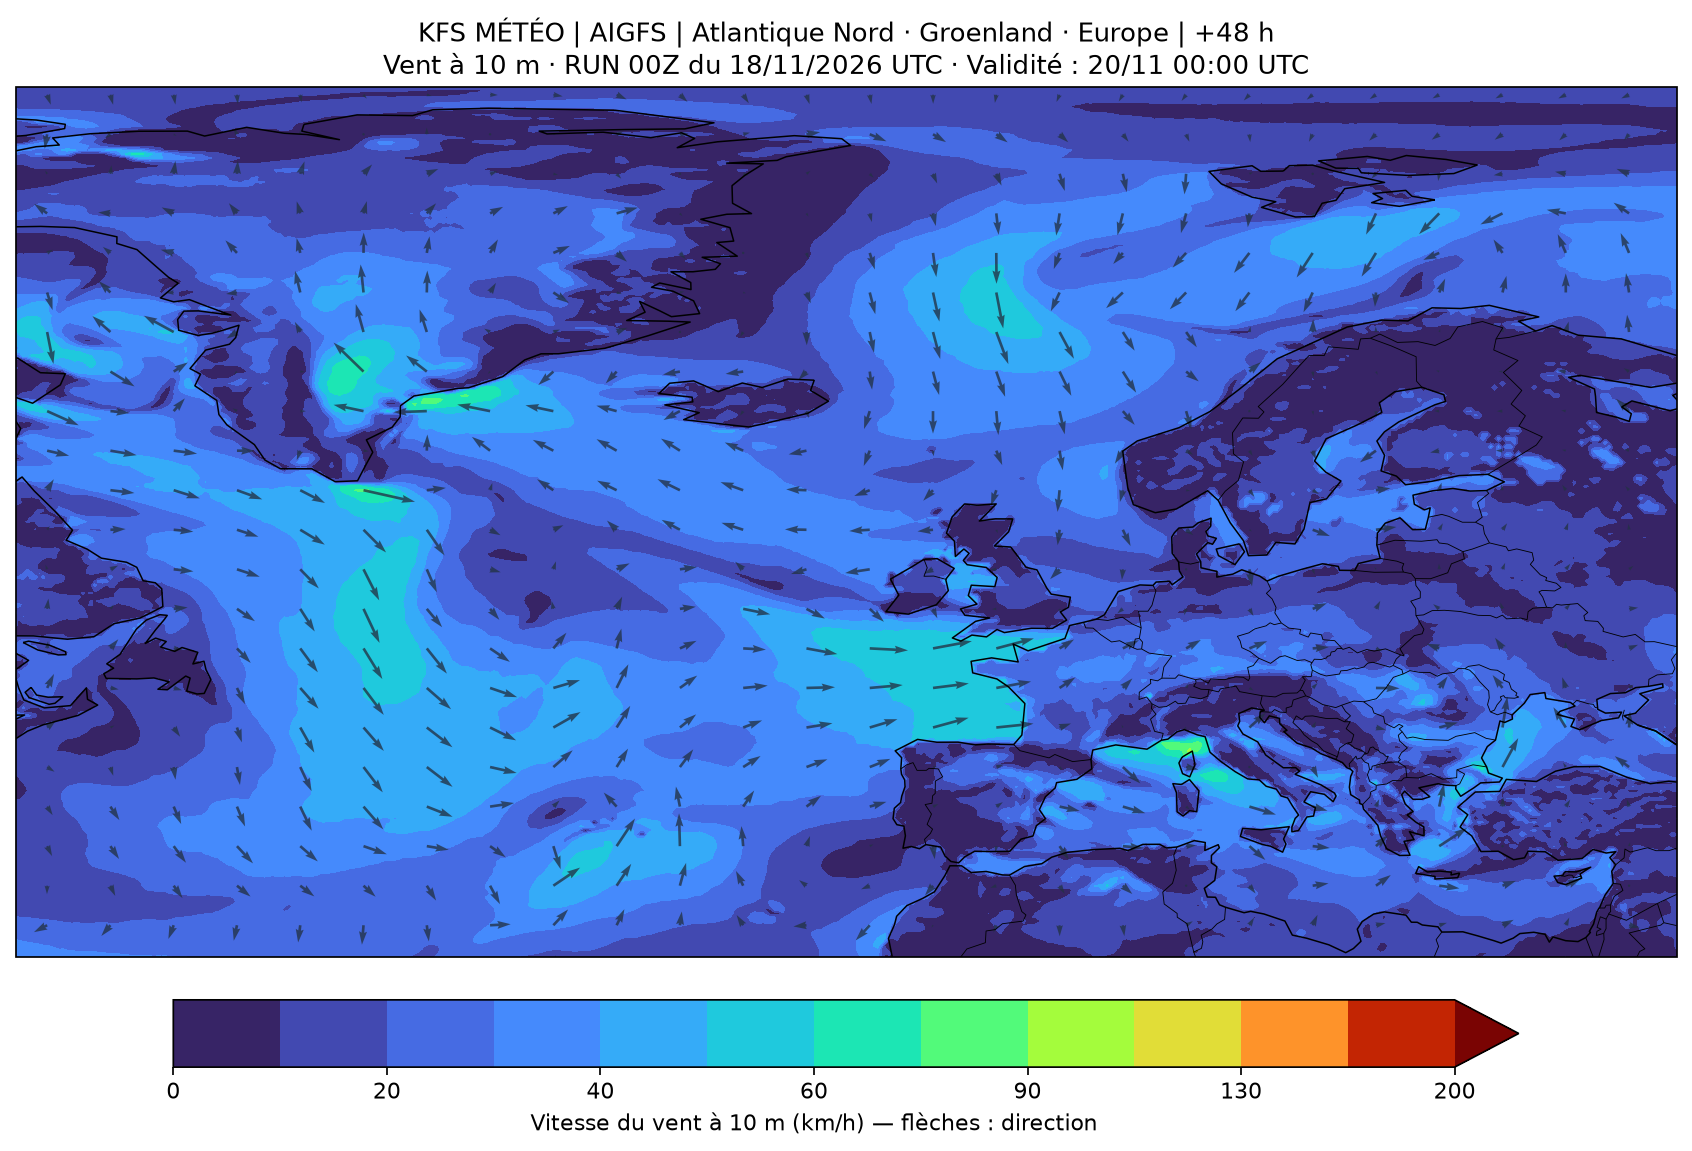 KFS MÉTÉO | AIGFS | Atlantique Nord · Groenland · Europe | +48 h
Vent à 10 m · RUN 00Z du 18/11/2026 UTC · Validité : 20/11 00:00 UTC
0 20 40 60 90 130 200
Vitesse du vent à 10 m (km/h) — flèches : direction